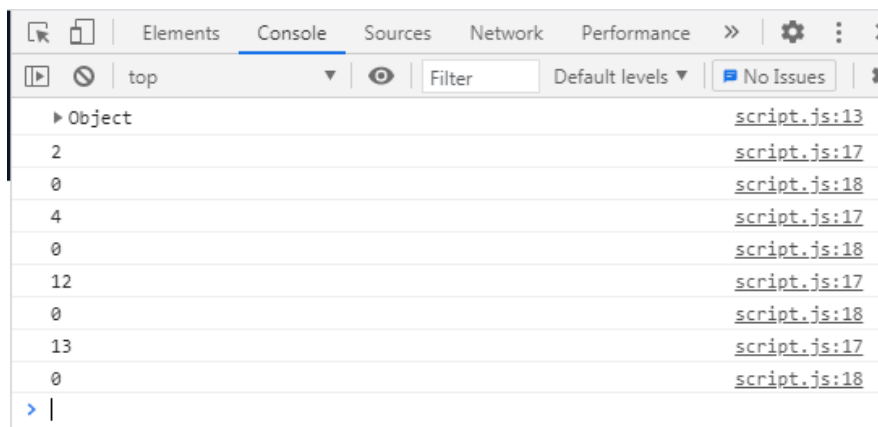 Elements Console Sources Network Performance »
top ▼ Filter Default levels ▼ No Issues
▶ Object script.js:13
2 script.js:17
0 script.js:18
4 script.js:17
0 script.js:18
12 script.js:17
0 script.js:18
13 script.js:17
0 script.js:18
>